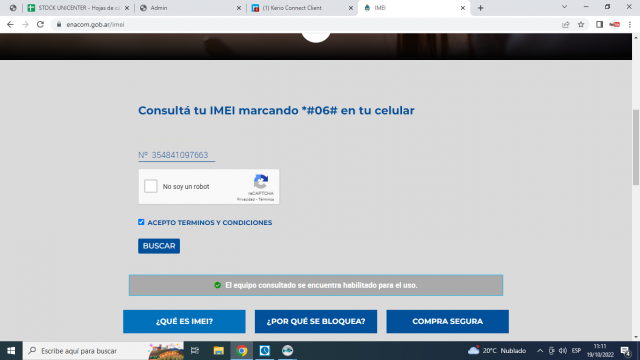 STOCK UNICENTER - Hojas de cá
Admin
(1) Kerio Connect Client
IMEI
enacom.gob.ar/imei
Consultá tu IMEI marcando *#06# en tu celular
Nº 354841097663
No soy un robot
reCAPTCHA
Privacidad - Términos
ACEPTO TERMINOS Y CONDICIONES
BUSCAR
El equipo consultado se encuentra habilitado para el uso.
¿QUÉ ES IMEI?
¿POR QUÉ SE BLOQUEA?
COMPRA SEGURA
Escribe aquí para buscar
20°C Nublado
ESP
11:11
19/10/2022